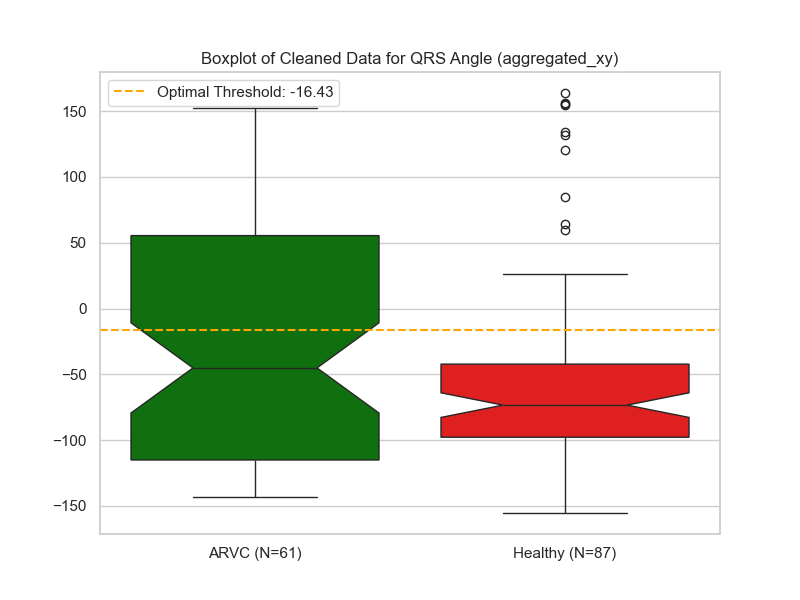 Boxplot of Cleaned Data for QRS Angle (aggregated_xy)
Optimal Threshold: -16.43
150
100
50
0
−50
−100
−150
ARVC (N=61)
Healthy (N=87)